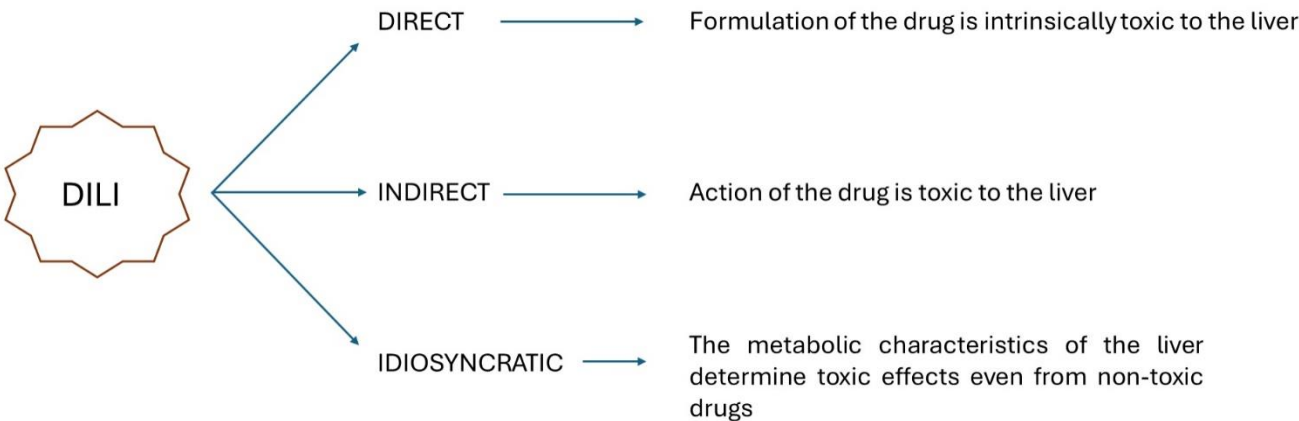 DIRECT
Formulation of the drug is intrinsically toxic to the liver
DILI
INDIRECT
Action of the drug is toxic to the liver
IDIOSYNCRATIC
The metabolic characteristics of the liver
determine toxic effects even from non-toxic
drugs